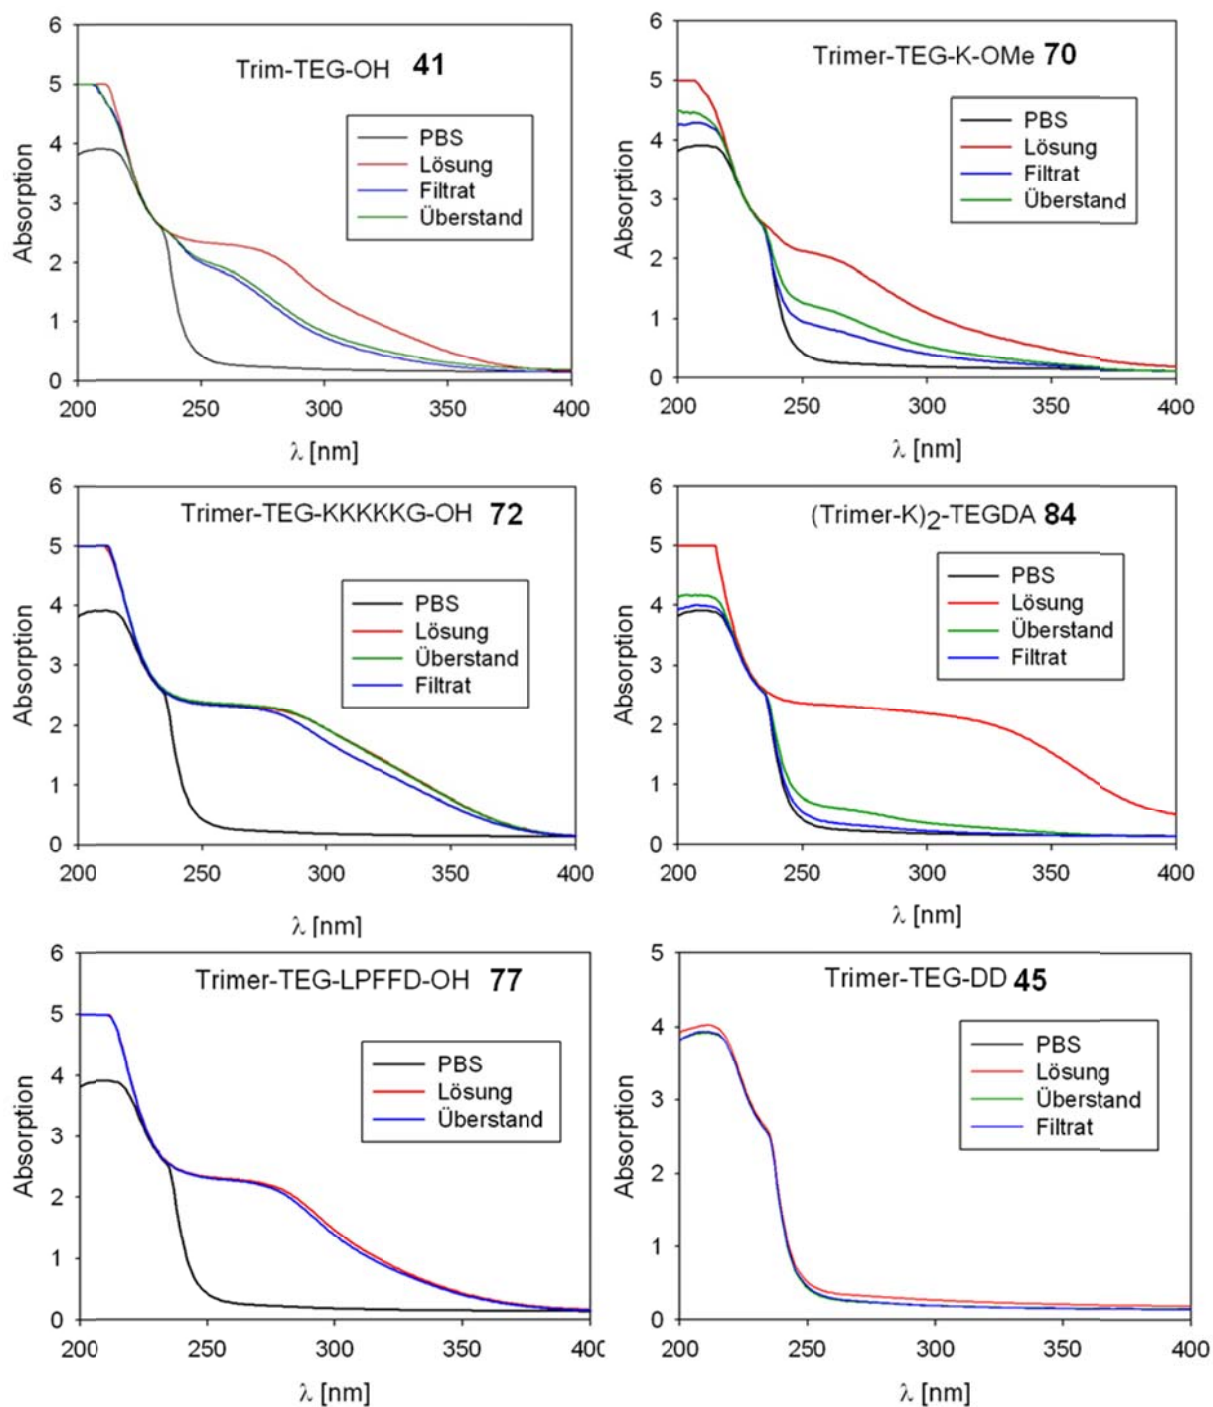 Trim-TEG-OH 41
6
5
4
3
2
1
0
Absorption
PBS
Lösung
Filtrat
Überstand
200 250 300 350 400
λ [nm]
Trimer-TEG-K-OMe 70
6
5
4
3
2
1
0
Absorption
PBS
Lösung
Filtrat
Überstand
200 250 300 350 400
λ [nm]
Trimer-TEG-KKKKKG-OH 72
6
5
4
3
2
1
0
Absorption
PBS
Lösung
Überstand
Filtrat
200 250 300 350 400
λ [nm]
(Trimer-K)2-TEGDA 84
6
5
4
3
2
1
0
Absorption
PBS
Lösung
Überstand
Filtrat
200 250 300 350 400
λ [nm]
Trimer-TEG-LPFFD-OH 77
6
5
4
3
2
1
0
Absorption
PBS
Lösung
Überstand
200 250 300 350 400
λ [nm]
Trimer-TEG-DD 45
5
4
3
2
1
0
Absorption
PBS
Lösung
Überstand
Filtrat
200 250 300 350 400
λ [nm]